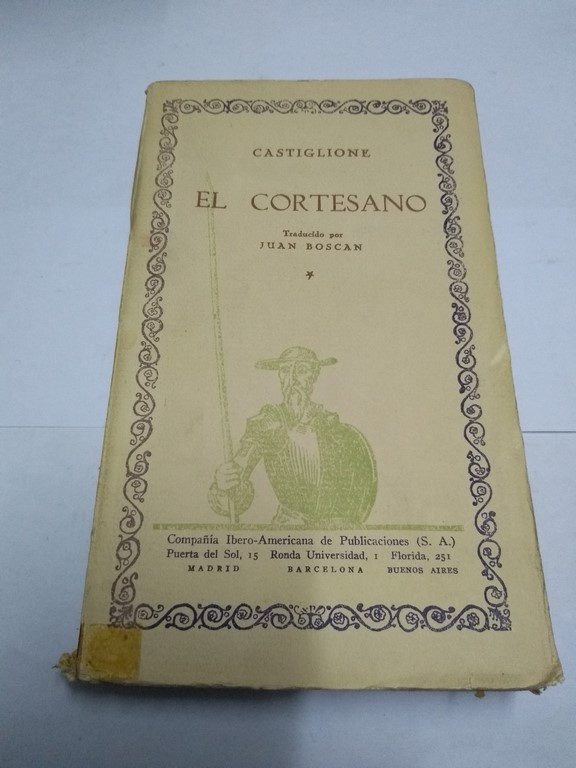 CASTIGLIONE
EL CORTESANO
Traducido por
JUAN BOSCAN
Compañía Ibero-Americana de Publicaciones (S. A.)
Puerta del Sol, 15 Ronda Universidad, 1 Florida, 251
MADRID BARCELONA BUENOS AIRES